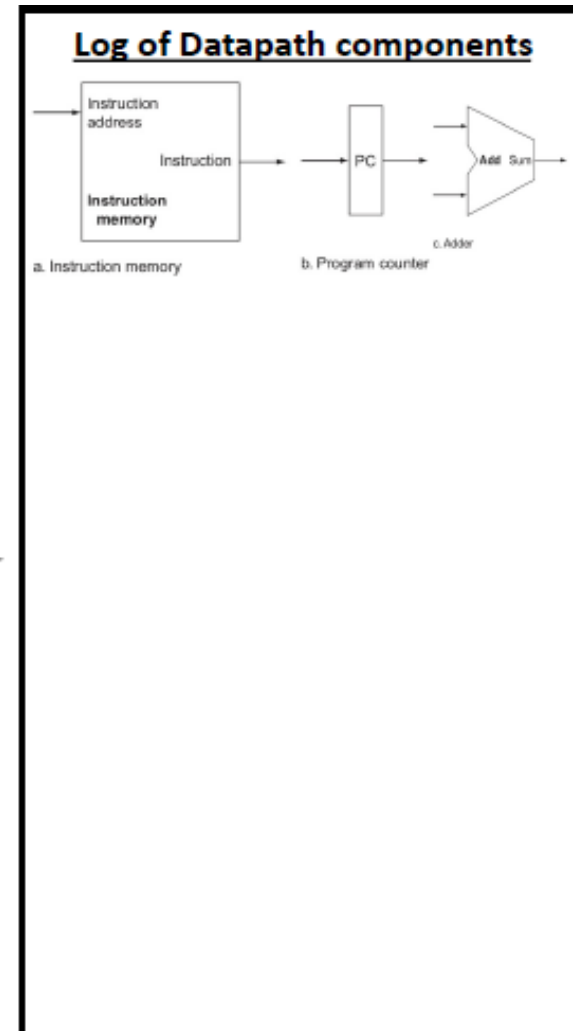 Log of Datapath components
Instruction
address
Instruction
Instruction
memory
a. Instruction memory
PC
b. Program counter
Add Sum
c. Adder